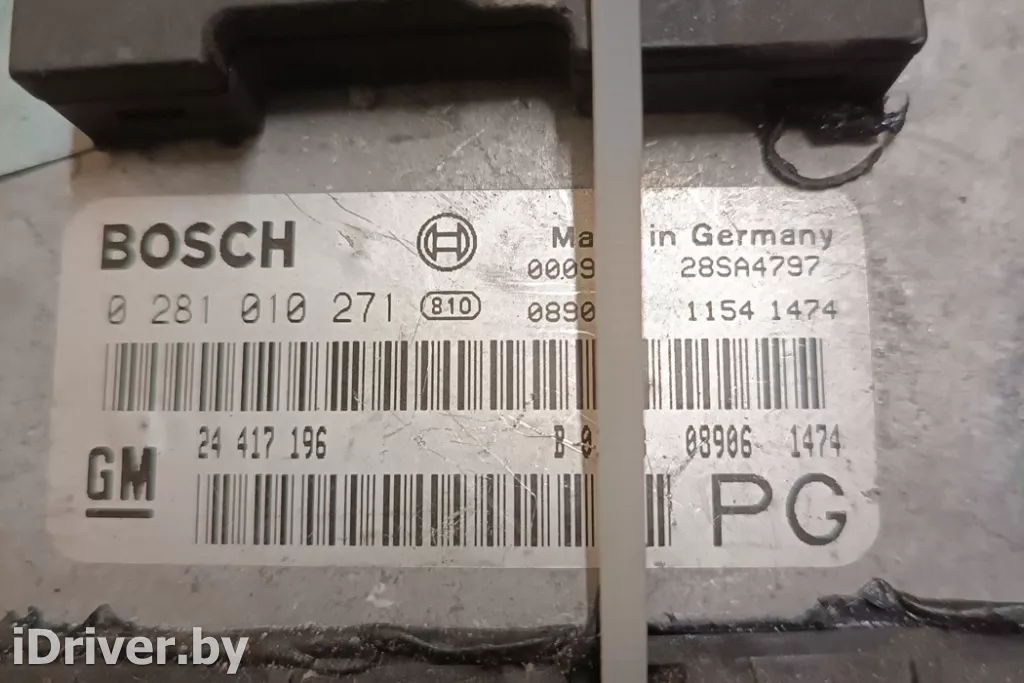 BOSCH
Ma in Germany
0009 28SA4797
0 281 010 271 810 0890 1154 1474
24 417 196 B 0 08906 1474
GM PG
iDriver.by